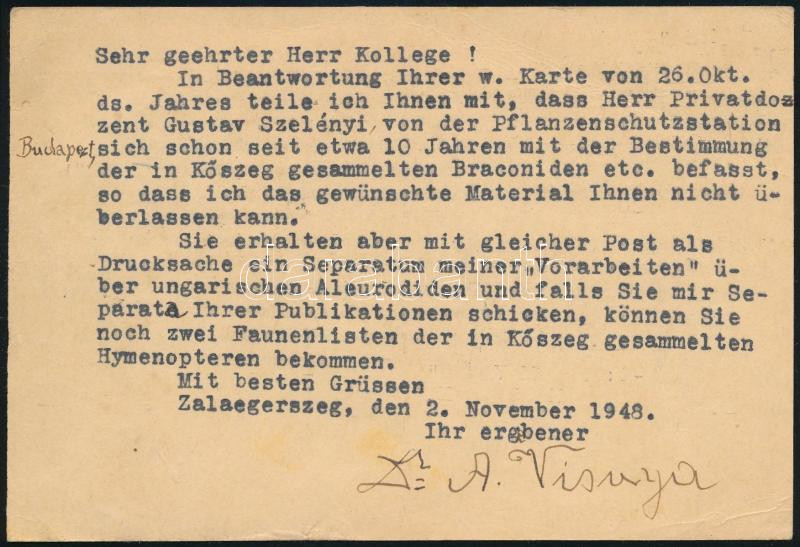 Sehr geehrter Herr Kollege !
In Beantwortung Ihrer w. Karte von 26.Okt.
ds. Jahres teile ich Ihnen mit, dass Herr Privatdoz
zent Gustav Szelényi, von der Pflanzenschutzstation
Budapest, sich schon seit etwa 10 Jahren mit der Bestimmung
der in Kőszeg gesammelten Braconiden etc. befasst,
so dass ich das gewünschte Material Ihnen nicht ü-
berlassen kann.
Sie erhalten aber mit gleicher Post als
Drucksache ein Separatum meiner „Vorarbeiten" ü-
ber ungarischen Aleurodiden und falls Sie mir Se-
parata Ihrer Publikationen schicken, können Sie
noch zwei Faunenlisten der in Kőszeg gesammelten
Hymenopteren bekommen.
Mit besten Grüssen
Zalaegerszeg, den 2. November 1948.
Ihr ergebener
Dr. A. Visnya
darabanth